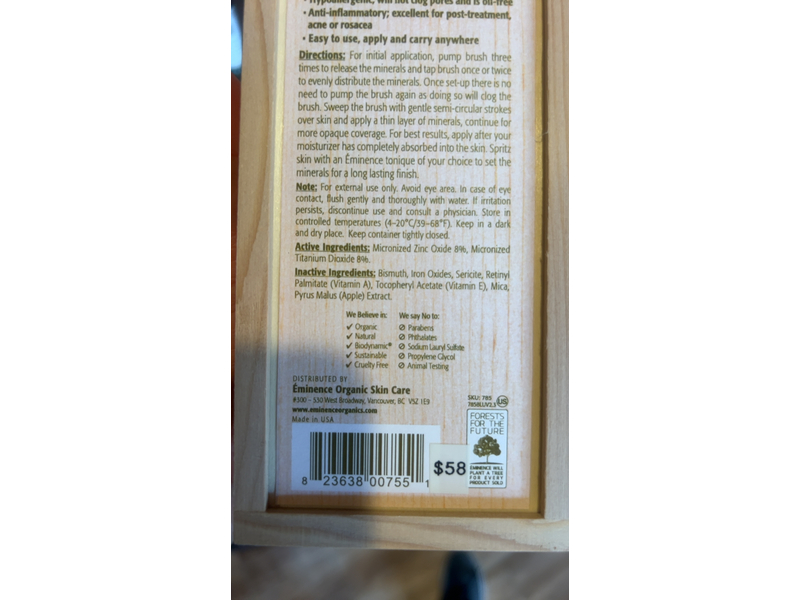 • Hypoallergenic, will not clog pores and is oil-free
• Anti-inflammatory; excellent for post-treatment,
acne or rosacea
• Easy to use, apply and carry anywhere
Directions: For initial application, pump brush three
times to release the minerals and tap brush once or twice
to evenly distribute the minerals. Once set-up there is no
need to pump the brush again as doing so will clog the
brush. Sweep the brush with gentle semi-circular strokes
over skin and apply a thin layer of minerals, continue for
more opaque coverage. For best results, apply after your
moisturizer has completely absorbed into the skin. Spritz
skin with an Éminence tonique of your choice to set the
minerals for a long lasting finish.
Note: For external use only. Avoid eye area. In case of eye
contact, flush gently and thoroughly with water. If irritation
persists, discontinue use and consult a physician. Store in
controlled temperatures (4–20°C/39–68°F). Keep in a dark
and dry place. Keep container tightly closed.
Active Ingredients: Micronized Zinc Oxide 8%, Micronized
Titanium Dioxide 8%.
Inactive Ingredients: Bismuth, Iron Oxides, Sericite, Retinyl
Palmitate (Vitamin A), Tocopheryl Acetate (Vitamin E), Mica,
Pyrus Malus (Apple) Extract.
We Believe in:
✓ Organic
✓ Natural
✓ Biodynamic®
✓ Sustainable
✓ Cruelty Free
We say No to:
⊘ Parabens
⊘ Phthalates
⊘ Sodium Lauryl Sulfate
⊘ Propylene Glycol
⊘ Animal Testing
DISTRIBUTED BY
Éminence Organic Skin Care
#300 – 530 West Broadway, Vancouver, BC V5Z 1E9
www.eminenceorganics.com
Made in USA
SKU: 785
785BLUV2.3
US
FORESTS
FOR THE
FUTURE
EMINENCE WILL
PLANT A TREE
FOR EVERY
PRODUCT SOLD
$58
8 23638 00755 1